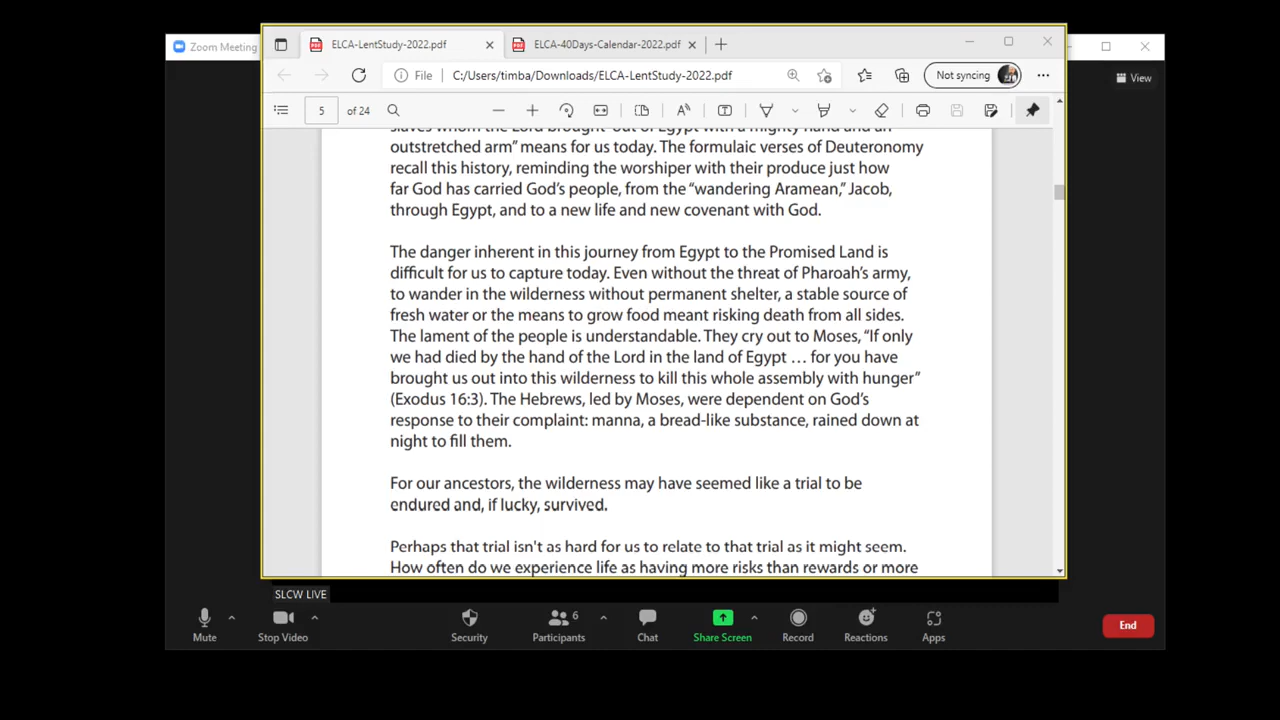 Zoom Meeting
ELCA-LentStudy-2022.pdf
ELCA-40Days-Calendar-2022.pdf
File
C:/Users/timba/Downloads/ELCA-LentStudy-2022.pdf
Not syncing
View
5 of 24
slaves whom the Lord brought "out of Egypt with a mighty hand and an
outstretched arm” means for us today. The formulaic verses of Deuteronomy
recall this history, reminding the worshiper with their produce just how
far God has carried God’s people, from the “wandering Aramean,” Jacob,
through Egypt, and to a new life and new covenant with God.
The danger inherent in this journey from Egypt to the Promised Land is
difficult for us to capture today. Even without the threat of Pharoah’s army,
to wander in the wilderness without permanent shelter, a stable source of
fresh water or the means to grow food meant risking death from all sides.
The lament of the people is understandable. They cry out to Moses, “If only
we had died by the hand of the Lord in the land of Egypt … for you have
brought us out into this wilderness to kill this whole assembly with hunger”
(Exodus 16:3). The Hebrews, led by Moses, were dependent on God’s
response to their complaint: manna, a bread-like substance, rained down at
night to fill them.
For our ancestors, the wilderness may have seemed like a trial to be
endured and, if lucky, survived.
Perhaps that trial isn't as hard for us to relate to that trial as it might seem.
How often do we experience life as having more risks than rewards or more
SLCW LIVE
6
Mute
Stop Video
Security
Participants
Chat
Share Screen
Record
Reactions
Apps
End